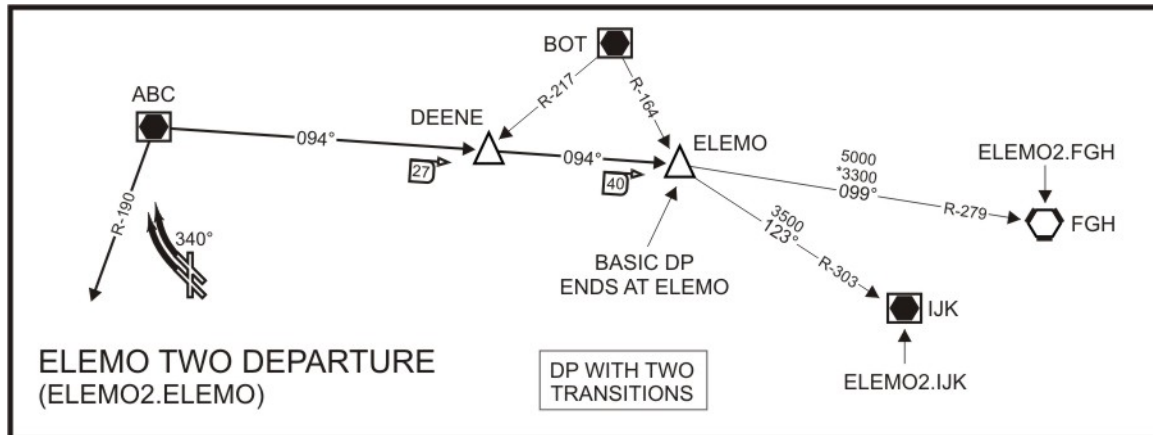 BOT
ABC
R-217
R-164
DEENE
ELEMO
094°
094°
27
40
5000
*3300
099°
R-279
ELEMO2.FGH
FGH
R-190
340°
3500
123°
R-303
BASIC DP
ENDS AT ELEMO
IJK
ELEMO TWO DEPARTURE
(ELEMO2.ELEMO)
DP WITH TWO
TRANSITIONS
ELEMO2.IJK